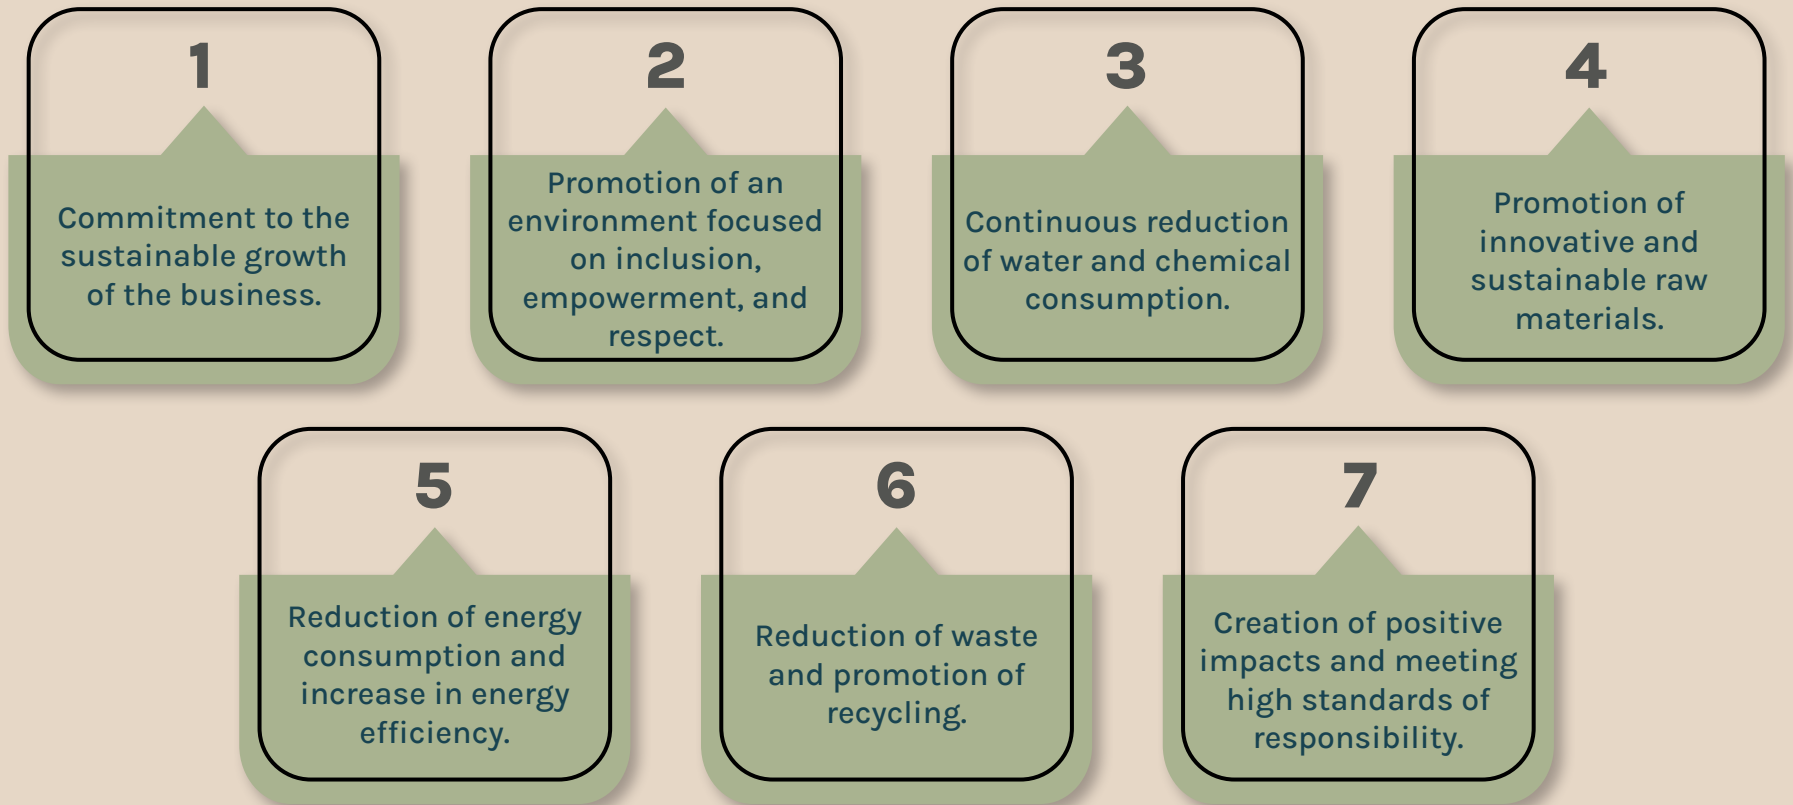 1
Commitment to the
sustainable growth
of the business.
2
Promotion of an
environment focused
on inclusion,
empowerment, and
respect.
3
Continuous reduction
of water and chemical
consumption.
4
Promotion of
innovative and
sustainable raw
materials.
5
Reduction of energy
consumption and
increase in energy
efficiency.
6
Reduction of waste
and promotion of
recycling.
7
Creation of positive
impacts and meeting
high standards of
responsibility.